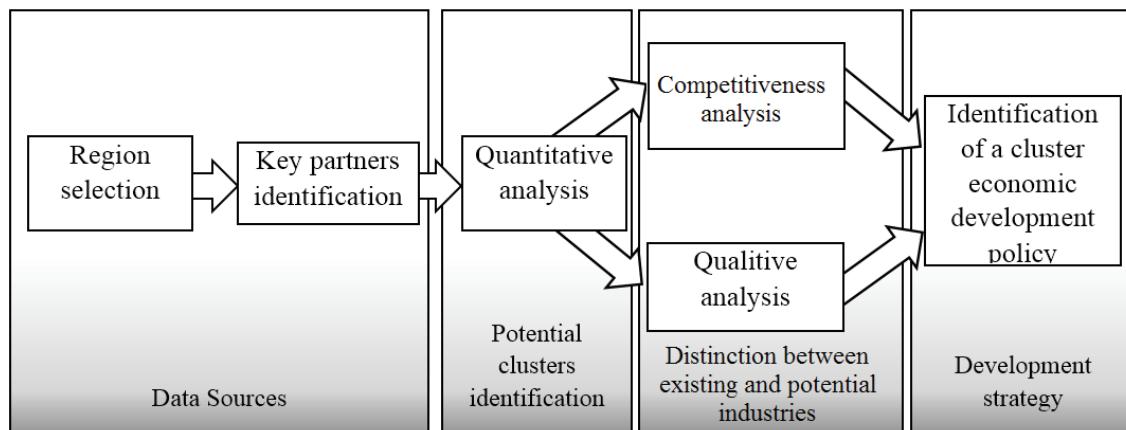 Region
selection
Key partners
identification
Quantitative
analysis
Competitiveness
analysis
Qualitive
analysis
Identification
of a cluster
economic
development
policy
Data Sources
Potential
clusters
identification
Distinction between
existing and potential
industries
Development
strategy